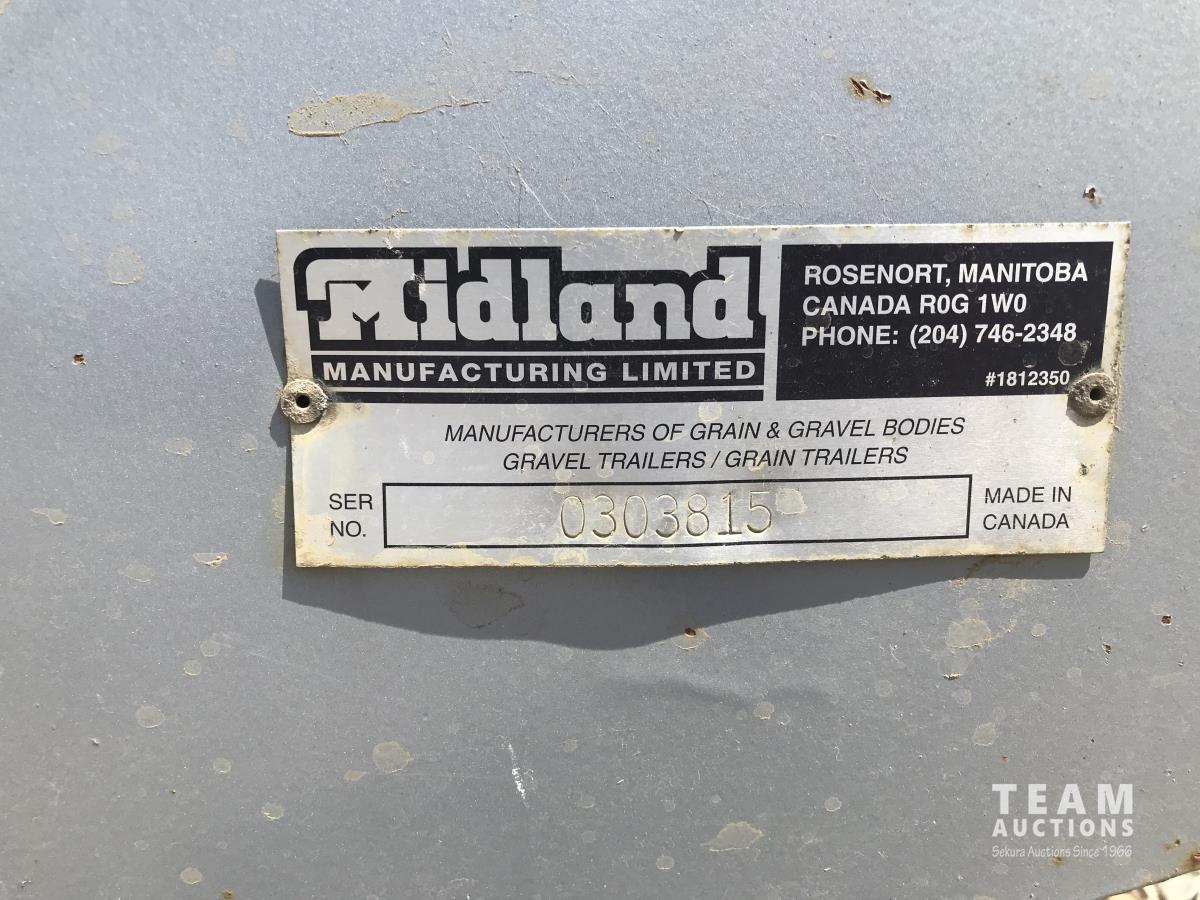 Midland
MANUFACTURING LIMITED
ROSENORT, MANITOBA
CANADA R0G 1W0
PHONE: (204) 746-2348
#1812350
MANUFACTURERS OF GRAIN & GRAVEL BODIES
GRAVEL TRAILERS / GRAIN TRAILERS
SER
NO.
0303815
MADE IN
CANADA
TEAM
AUCTIONS
Sekura Auctions Since 1966